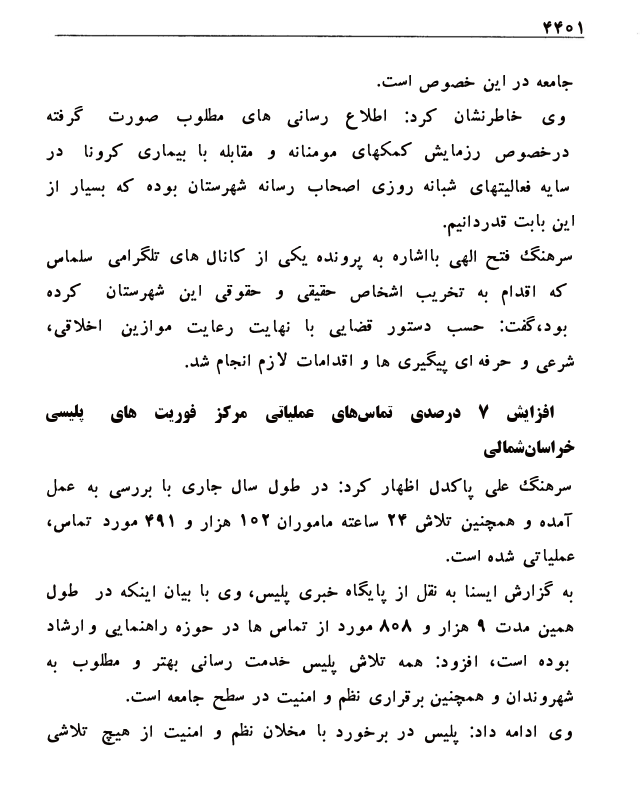 ۴۴۰۱
جامعه در این خصوص است.
وی خاطرنشان کرد: اطلاع رسانی های مطلوب صورت گرفته
درخصوص رزمایش کمکهای مومنانه و مقابله با بیماری کرونا در
سایه فعالیتهای شبانه روزی اصحاب رسانه شهرستان بوده که بسیار از
این بابت قدردانیم.
سرهنگ فتح الهی بااشاره به پرونده یکی از کانال های تلگرامی سلماس
که اقدام به تخریب اشخاص حقیقی و حقوقی این شهرستان کرده
بود،گفت: حسب دستور قضایی با نهایت رعایت موازین اخلاقی،
شرعی و حرفه ای پیگیری ها و اقدامات لازم انجام شد.
افزایش ۷ درصدی تماس‌های عملیاتی مرکز فوریت های پلیسی
خراسان‌شمالی
سرهنگ علی پاکدل اظهار کرد: در طول سال جاری با بررسی به عمل
آمده و همچنین تلاش ۲۴ ساعته ماموران ۱۰۲ هزار و ۴۹۱ مورد تماس،
عملیاتی شده است.
به گزارش ایسنا به نقل از پایگاه خبری پلیس، وی با بیان اینکه در طول
همین مدت ۹ هزار و ۸۰۸ مورد از تماس ها در حوزه راهنمایی و ارشاد
بوده است، افزود: همه تلاش پلیس خدمت رسانی بهتر و مطلوب به
شهروندان و همچنین برقراری نظم و امنیت در سطح جامعه است.
وی ادامه داد: پلیس در برخورد با مخلان نظم و امنیت از هیچ تلاشی